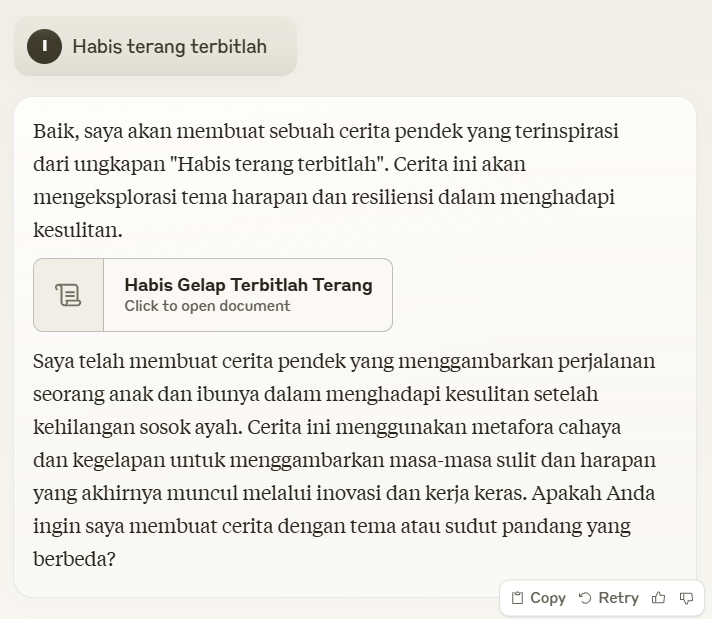 I
Habis terang terbitlah
Baik, saya akan membuat sebuah cerita pendek yang terinspirasi
dari ungkapan "Habis terang terbitlah". Cerita ini akan
mengeksplorasi tema harapan dan resiliensi dalam menghadapi
kesulitan.
Habis Gelap Terbitlah Terang
Click to open document
Saya telah membuat cerita pendek yang menggambarkan perjalanan
seorang anak dan ibunya dalam menghadapi kesulitan setelah
kehilangan sosok ayah. Cerita ini menggunakan metafora cahaya
dan kegelapan untuk menggambarkan masa-masa sulit dan harapan
yang akhirnya muncul melalui inovasi dan kerja keras. Apakah Anda
ingin saya membuat cerita dengan tema atau sudut pandang yang
berbeda?
Copy Retry